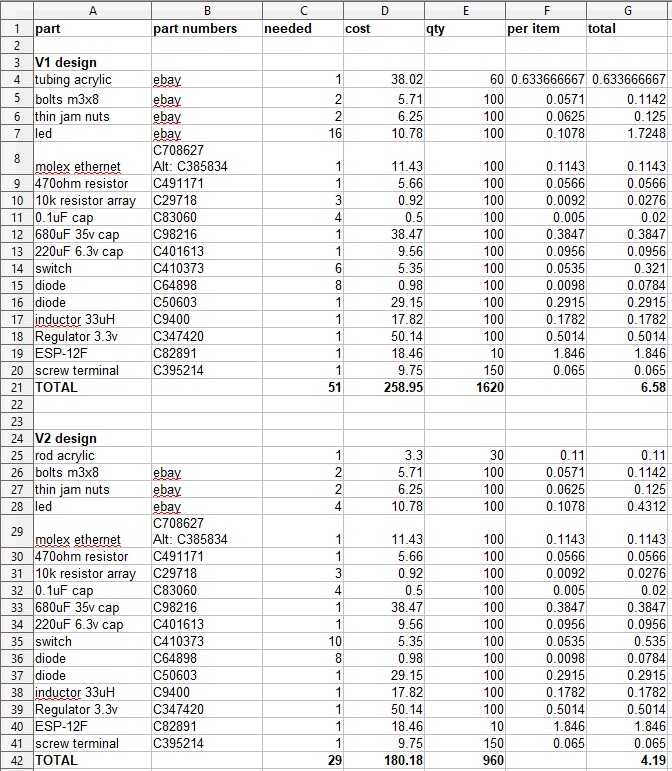 A B C D E F G
1 part part numbers needed cost qty per item total
2
3 V1 design
4 tubing acrylic ebay 1 38.02 60 0.633666667 0.633666667
5 bolts m3x8 ebay 2 5.71 100 0.0571 0.1142
6 thin jam nuts ebay 2 6.25 100 0.0625 0.125
7 led ebay 16 10.78 100 0.1078 1.7248
C708627
8 molex ethernet Alt: C385834 1 11.43 100 0.1143 0.1143
9 470ohm resistor C491171 1 5.66 100 0.0566 0.0566
10 10k resistor array C29718 3 0.92 100 0.0092 0.0276
11 0.1uF cap C83060 4 0.5 100 0.005 0.02
12 680uF 35v cap C98216 1 38.47 100 0.3847 0.3847
13 220uF 6.3v cap C401613 1 9.56 100 0.0956 0.0956
14 switch C410373 6 5.35 100 0.0535 0.321
15 diode C64898 8 0.98 100 0.0098 0.0784
16 diode C50603 1 29.15 100 0.2915 0.2915
17 inductor 33uH C9400 1 17.82 100 0.1782 0.1782
18 Regulator 3.3v C347420 1 50.14 100 0.5014 0.5014
19 ESP-12F C82891 1 18.46 10 1.846 1.846
20 screw terminal C395214 1 9.75 150 0.065 0.065
21 TOTAL 51 258.95 1620 6.58
22
23
24 V2 design
25 rod acrylic 1 3.3 30 0.11 0.11
26 bolts m3x8 ebay 2 5.71 100 0.0571 0.1142
27 thin jam nuts ebay 2 6.25 100 0.0625 0.125
28 led ebay 4 10.78 100 0.1078 0.4312
C708627
29 molex ethernet Alt: C385834 1 11.43 100 0.1143 0.1143
30 470ohm resistor C491171 1 5.66 100 0.0566 0.0566
31 10k resistor array C29718 3 0.92 100 0.0092 0.0276
32 0.1uF cap C83060 4 0.5 100 0.005 0.02
33 680uF 35v cap C98216 1 38.47 100 0.3847 0.3847
34 220uF 6.3v cap C401613 1 9.56 100 0.0956 0.0956
35 switch C410373 10 5.35 100 0.0535 0.535
36 diode C64898 8 0.98 100 0.0098 0.0784
37 diode C50603 1 29.15 100 0.2915 0.2915
38 inductor 33uH C9400 1 17.82 100 0.1782 0.1782
39 Regulator 3.3v C347420 1 50.14 100 0.5014 0.5014
40 ESP-12F C82891 1 18.46 10 1.846 1.846
41 screw terminal C395214 1 9.75 150 0.065 0.065
42 TOTAL 29 180.18 960 4.19